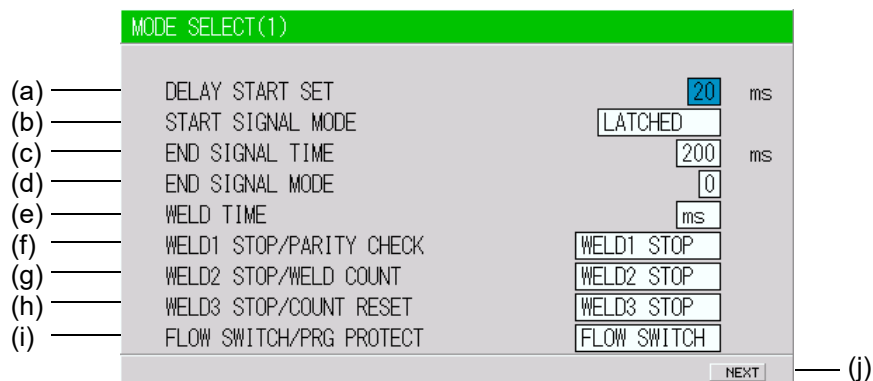 MODE SELECT(1)
(a) DELAY START SET 20 ms
(b) START SIGNAL MODE LATCHED
(c) END SIGNAL TIME 200 ms
(d) END SIGNAL MODE 0
(e) WELD TIME ms
(f) WELD1 STOP/PARITY CHECK WELD1 STOP
(g) WELD2 STOP/WELD COUNT WELD2 STOP
(h) WELD3 STOP/COUNT RESET WELD3 STOP
(i) FLOW SWITCH/PRG PROTECT FLOW SWITCH
NEXT (j)